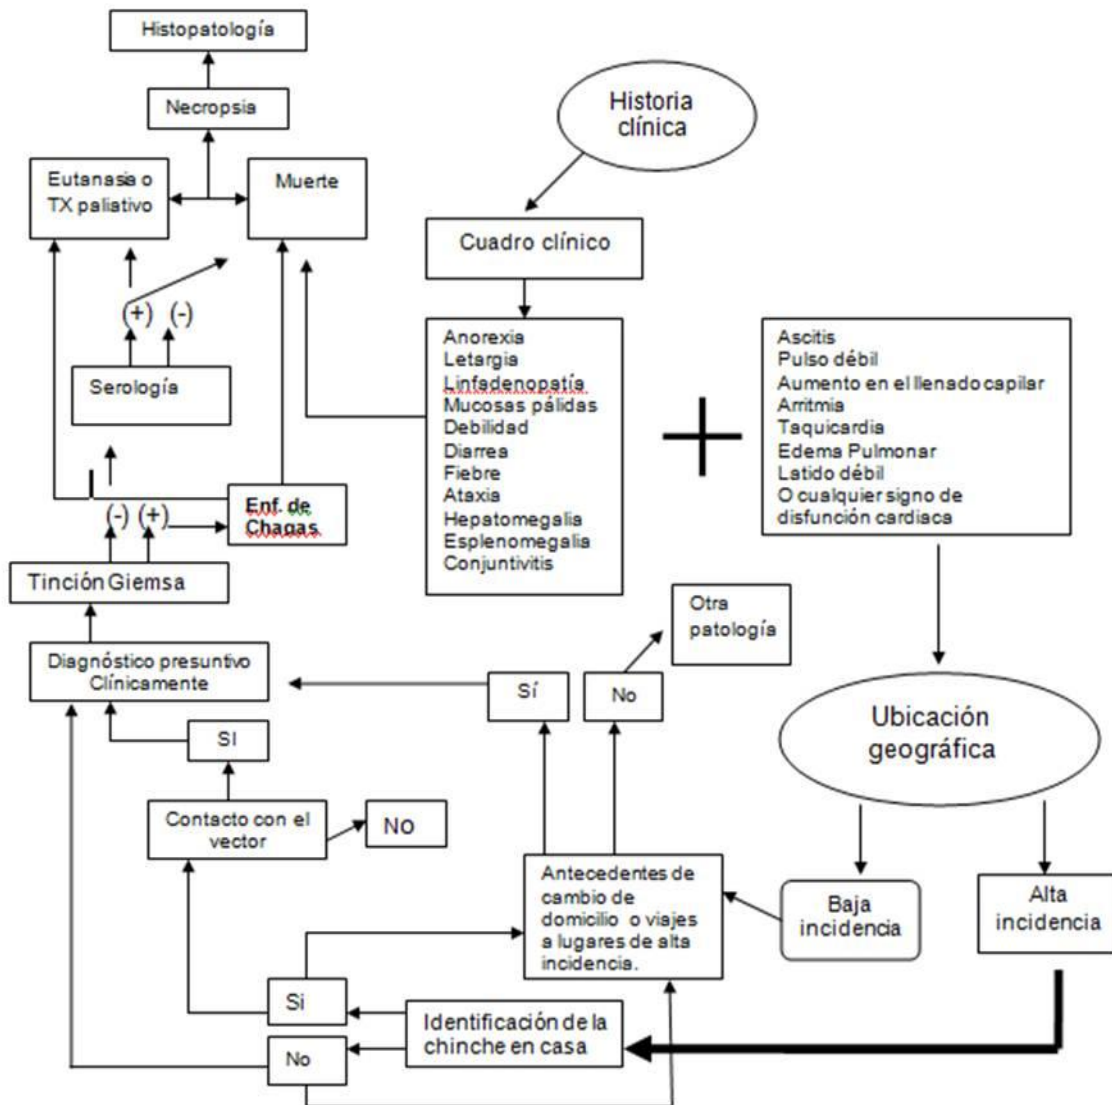 Histopatología
Necropsia
Eutanasia o
TX paliativo
Muerte
(+) (-)
Serología
(-) (+)
Enf. de
Chagas
Tinción Giemsa
Diagnóstico presuntivo
Clínicamente
SI
Contacto con el
vector
No
Si
No
Historia
clínica
Cuadro clínico
Anorexia
Letargia
Linfadenopatía
Mucosas pálidas
Debilidad
Diarrea
Fiebre
Ataxia
Hepatomegalia
Esplenomegalia
Conjuntivitis
Ascitis
Pulso débil
Aumento en el llenado capilar
Arritmia
Taquicardia
Edema Pulmonar
Latido débil
O cualquier signo de
disfunción cardiaca
Otra
patología
Sí
No
Ubicación
geográfica
Antecedentes de
cambio de
domicilio o viajes
a lugares de alta
incidencia.
Baja
incidencia
Alta
incidencia
Identificación de la
chinche en casa